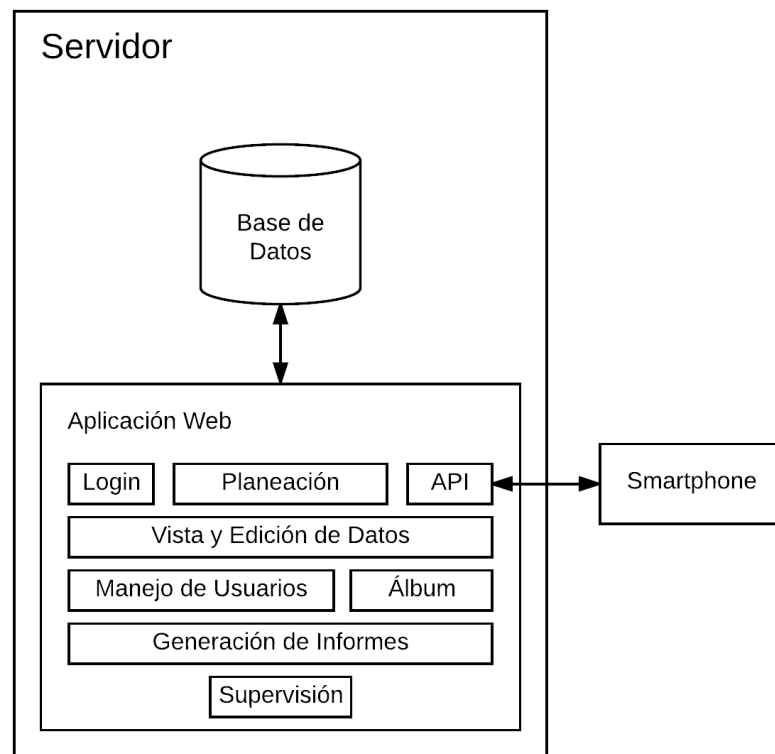 Servidor
Base de
Datos
Aplicación Web
Login
Planeación
API
Smartphone
Vista y Edición de Datos
Manejo de Usuarios
Álbum
Generación de Informes
Supervisión